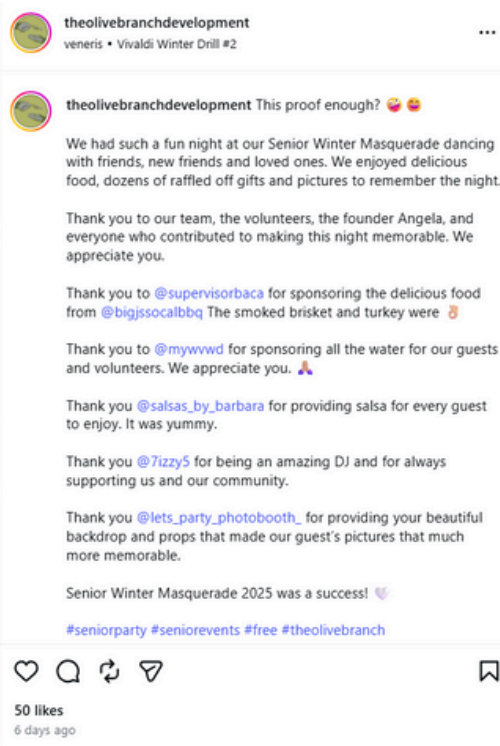 theolivebranchdevelopment
veneris • Vivaldi Winter Drill #2
theolivebranchdevelopment This proof enough? 🤪 🤩
We had such a fun night at our Senior Winter Masquerade dancing
with friends, new friends and loved ones. We enjoyed delicious
food, dozens of raffled off gifts and pictures to remember the night.
Thank you to our team, the volunteers, the founder Angela, and
everyone who contributed to making this night memorable. We
appreciate you.
Thank you to @supervisorbaca for sponsoring the delicious food
from @bigjssocalbbq The smoked brisket and turkey were 👌🏼
Thank you to @mywvwd for sponsoring all the water for our guests
and volunteers. We appreciate you. 🙏🏼
Thank you @salsas_by_barbara for providing salsa for every guest
to enjoy. It was yummy.
Thank you @7izzy5 for being an amazing DJ and for always
supporting us and our community.
Thank you @lets_party_photobooth_ for providing your beautiful
backdrop and props that made our guest's pictures that much
more memorable.
Senior Winter Masquerade 2025 was a success! 🤍
#seniorparty #seniorevents #free #theolivebranch
50 likes
6 days ago